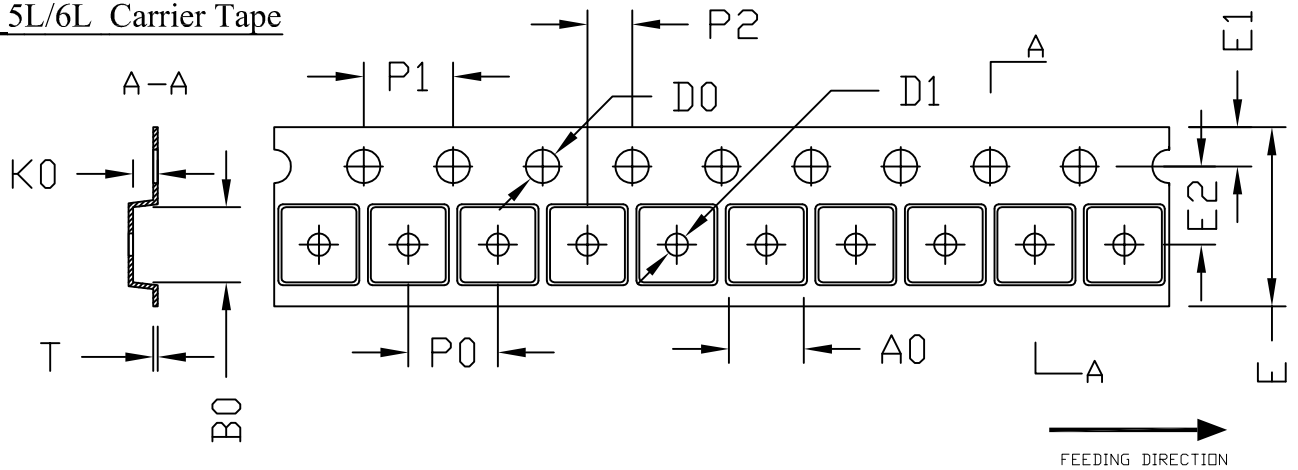 5L/6L Carrier Tape
P2
E1
A
A-A
P1
D0
D1
K0
E2
T
P0
A0
A
E
B0
FEEDING DIRECTION